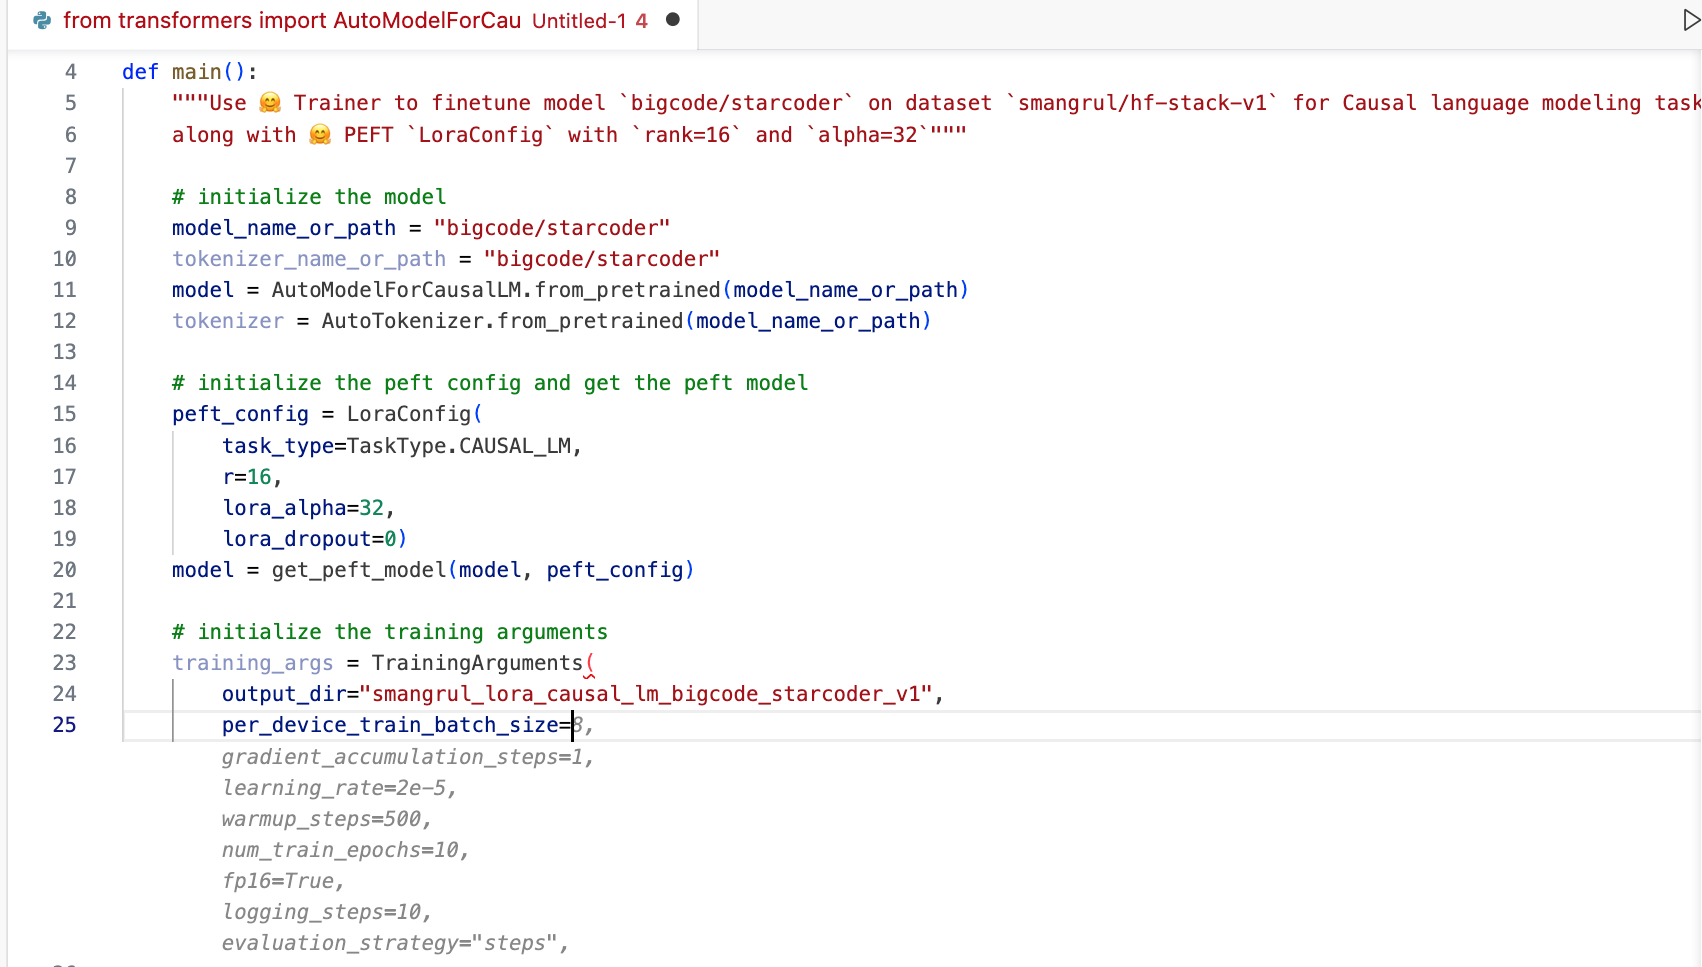 from transformers import AutoModelForCau Untitled-1 4
4 def main():
5 """Use 🤗 Trainer to finetune model `bigcode/starcoder` on dataset `smangrul/hf-stack-v1` for Causal language modeling task
6 along with 🤗 PEFT `LoraConfig` with `rank=16` and `alpha=32`"""
7
8 # initialize the model
9 model_name_or_path = "bigcode/starcoder"
10 tokenizer_name_or_path = "bigcode/starcoder"
11 model = AutoModelForCausalLM.from_pretrained(model_name_or_path)
12 tokenizer = AutoTokenizer.from_pretrained(model_name_or_path)
13
14 # initialize the peft config and get the peft model
15 peft_config = LoraConfig(
16 task_type=TaskType.CAUSAL_LM,
17 r=16,
18 lora_alpha=32,
19 lora_dropout=0)
20 model = get_peft_model(model, peft_config)
21
22 # initialize the training arguments
23 training_args = TrainingArguments(
24 output_dir="smangrul_lora_causal_lm_bigcode_starcoder_v1",
25 per_device_train_batch_size=8,
gradient_accumulation_steps=1,
learning_rate=2e-5,
warmup_steps=500,
num_train_epochs=10,
fp16=True,
logging_steps=10,
evaluation_strategy="steps",